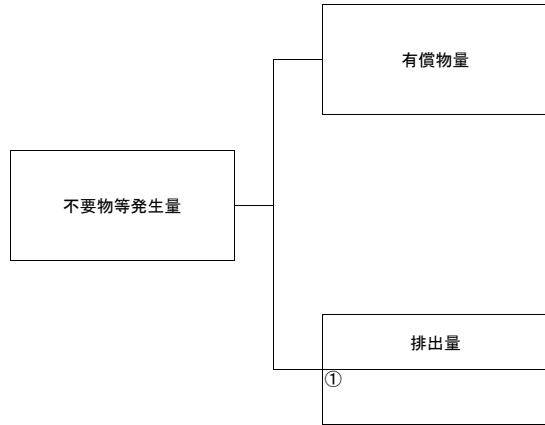 有償物量
不要物等発生量
排出量
①